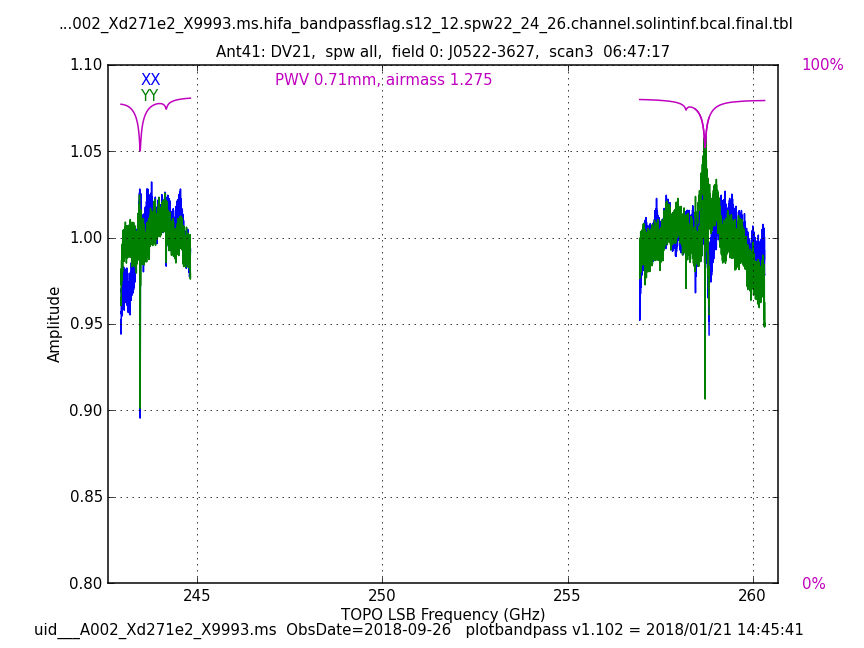 ...002_Xd271e2_X9993.ms.hifa_bandpassflag.s12_12.spw22_24_26.channel.solintinf.bcal.final.tbl
Ant41: DV21,  spw all,  field 0: J0522-3627,  scan3  06:47:17
1.10
100%
XX
PWV 0.71mm, airmass 1.275
YY
1.05
1.00
Amplitude
0.95
0.90
0.85
0.80
0%
245
250
255
260
TOPO LSB Frequency (GHz)
uid___A002_Xd271e2_X9993.ms  ObsDate=2018-09-26   plotbandpass v1.102 = 2018/01/21 14:45:41